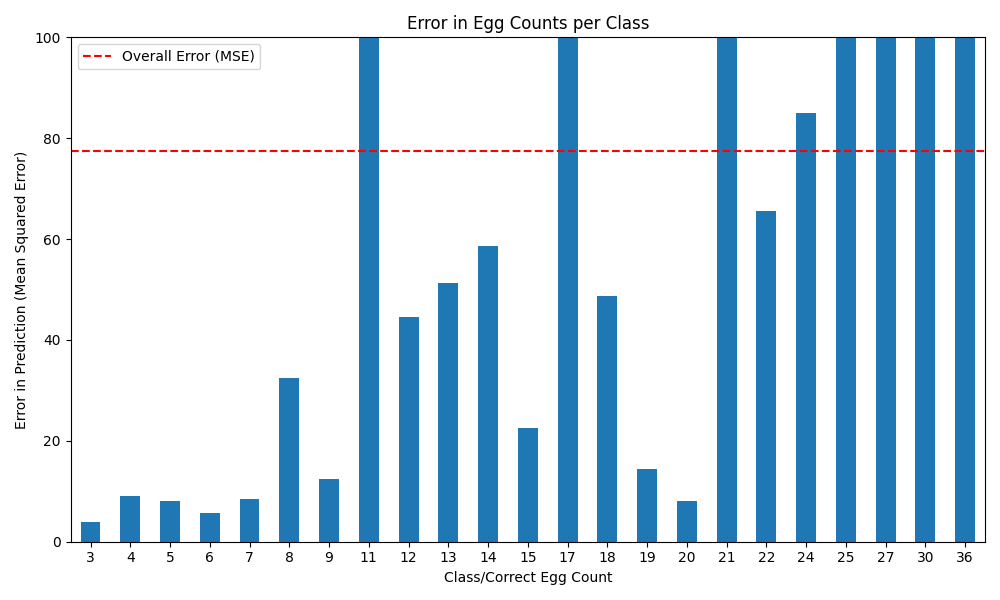 Error in Egg Counts per Class
Overall Error (MSE)
Error in Prediction (Mean Squared Error)
100
80
60
40
20
0
3 4 5 6 7 8 9 11 12 13 14 15 17 18 19 20 21 22 24 25 27 30 36
Class/Correct Egg Count